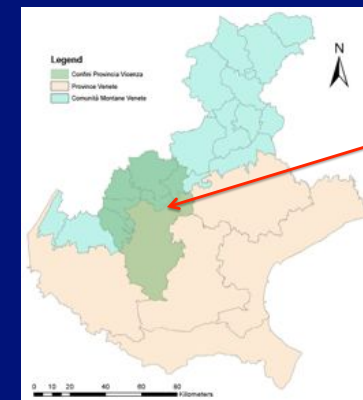 Legend
Confini Provincia Vicenza
Province Venete
Comunità Montane Venete
N
0 10 20 40 60 80
Kilometers